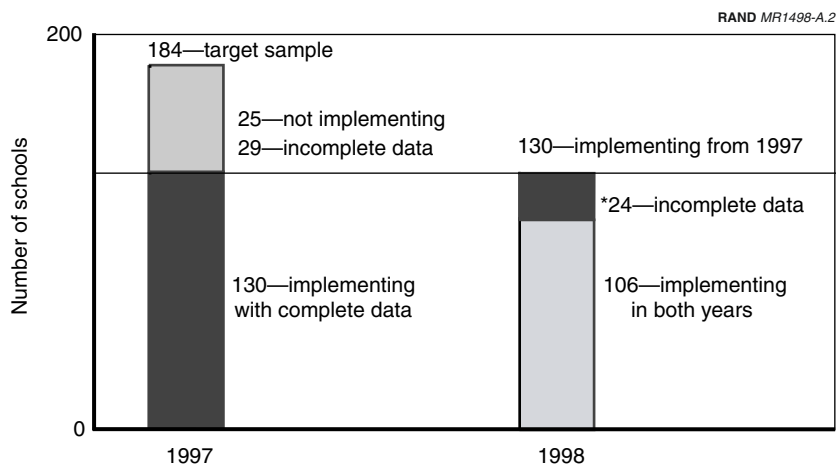 RAND MR1498-A.2
200
184—target sample
25—not implementing
29—incomplete data
130—implementing from 1997
*24—incomplete data
130—implementing
with complete data
106—implementing
in both years
Number of schools
0
1997
1998